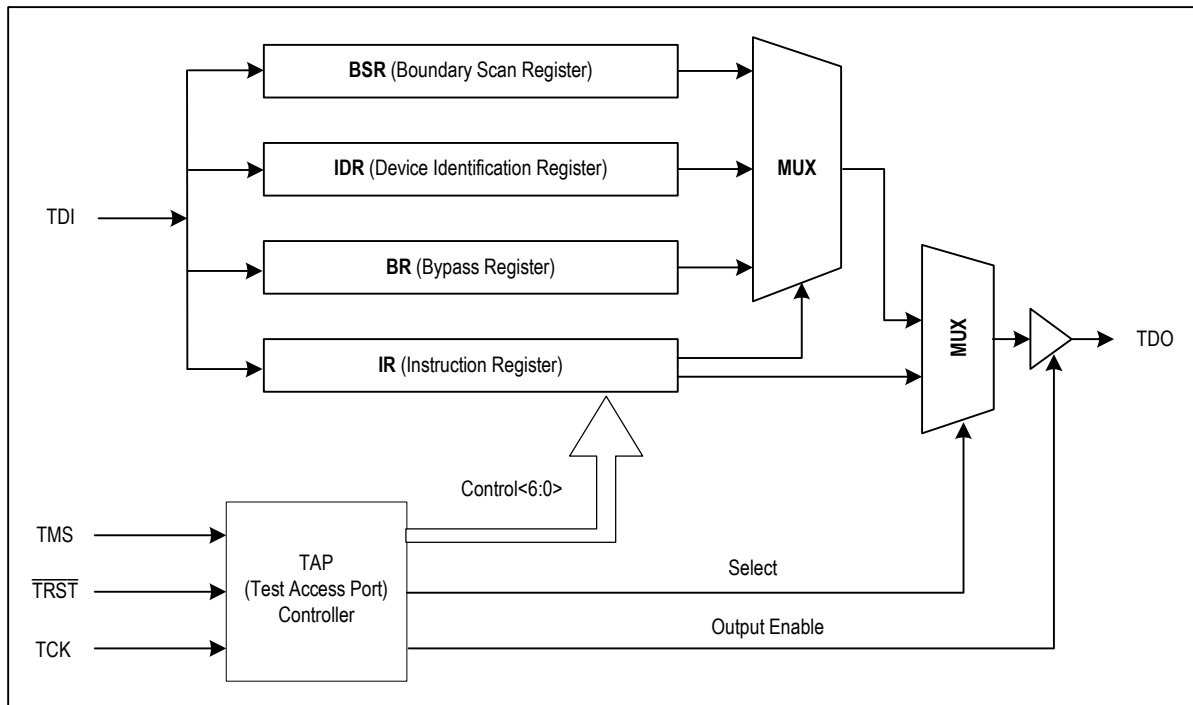 BSR (Boundary Scan Register)
IDR (Device Identification Register)
MUX
TDI
BR (Bypass Register)
MUX
TDO
IR (Instruction Register)
Control<6:0>
TMS
TRST
TCK
TAP
(Test Access Port)
Controller
Select
Output Enable